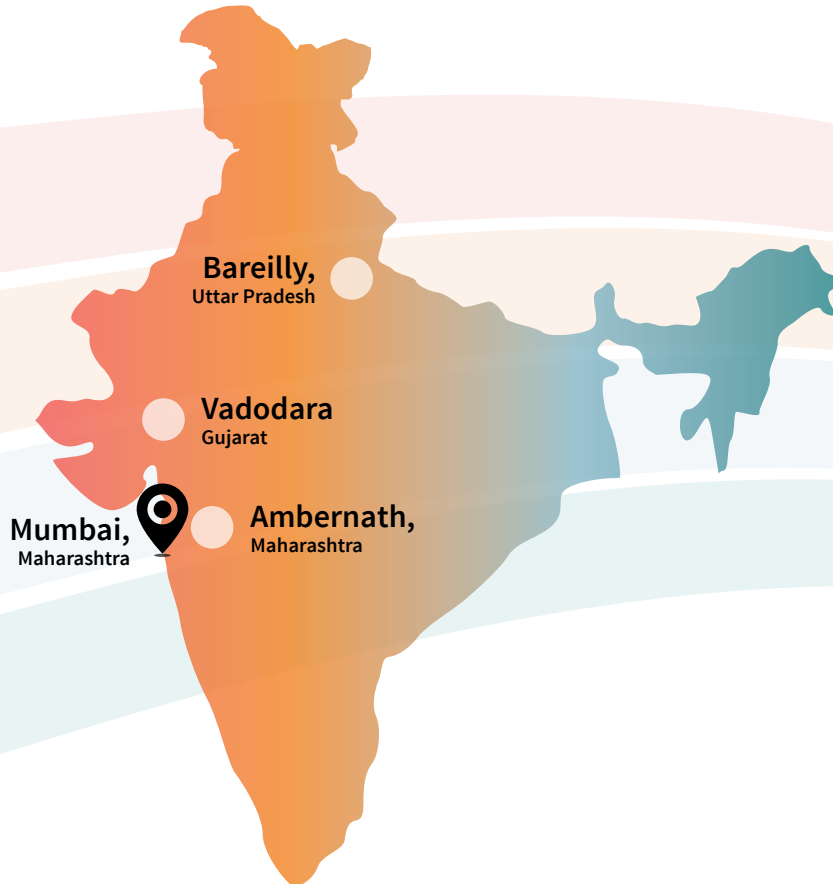 Bareilly,
Uttar Pradesh
Vadodara
Gujarat
Mumbai,
Maharashtra
Ambernath,
Maharashtra